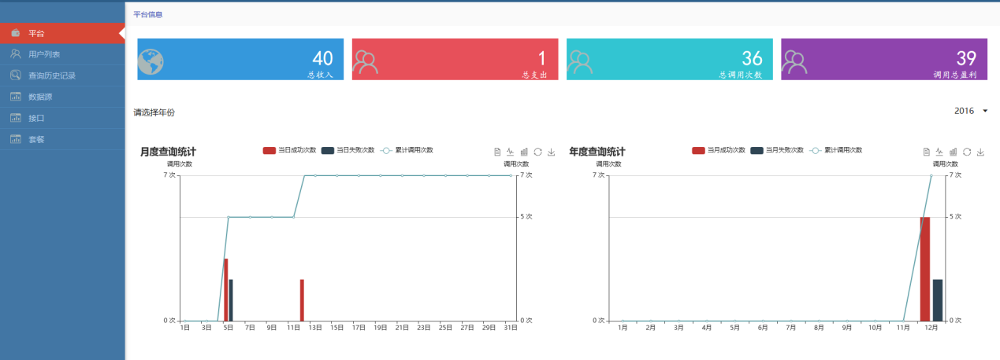 平台信息
平台
用户列表
查询历史记录
数据源
接口
套餐
40
总收入
1
总支出
36
总调用次数
39
调用总盈利
请选择年份
2016
月度查询统计
当日成功次数 当日失败次数 累计调用次数
调用次数 调用次数
7 次 7 次
5 次
0 次 0 次
1日 3日 5日 7日 9日 11日 13日 15日 17日 19日 21日 23日 25日 27日 29日 31日
年度查询统计
当月成功次数 当月失败次数 累计调用次数
调用次数 调用次数
7 次 7 次
5 次
0 次 0 次
1月 2月 3月 4月 5月 6月 7月 8月 9月 10月 11月 12月